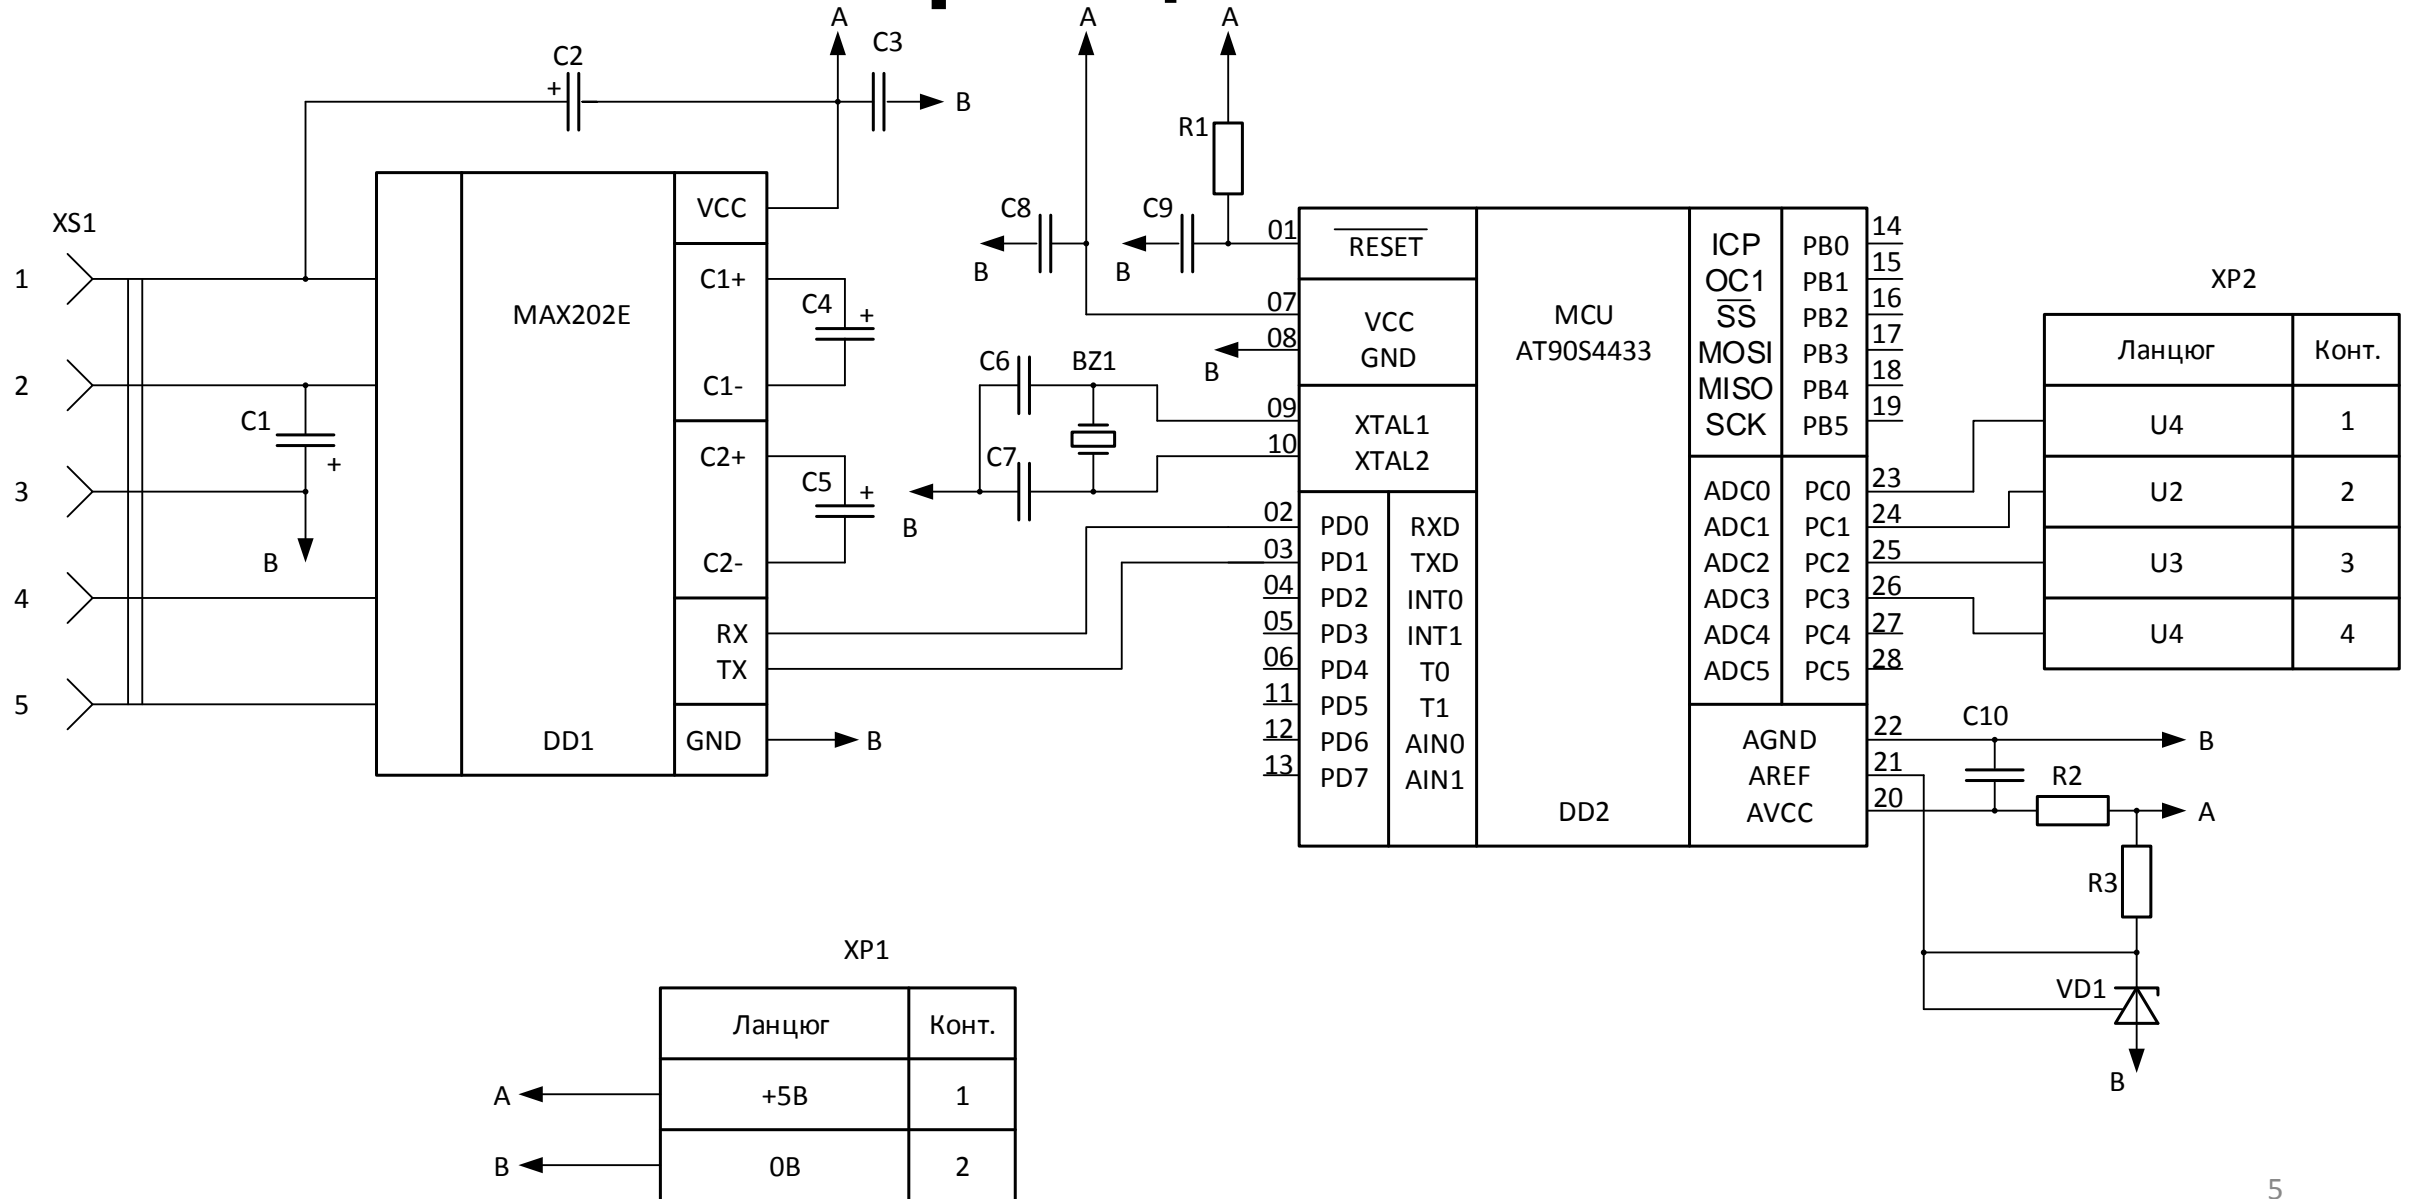 A
A
A
C2
C3
+
B
R1
XS1
1
2
3
4
5
C1
+
B
MAX202E
DD1
VCC
C1+
C1-
C2+
C2-
RX
TX
GND
B
C4
+
C5
+
C8
B
C9
B
B
C6
BZ1
C7
B
01
07
08
09
10
02
03
04
05
06
11
12
13
RESET
VCC
GND
XTAL1
XTAL2
PD0 RXD
PD1 TXD
PD2 INT0
PD3 INT1
PD4 T0
PD5 T1
PD6 AIN0
PD7 AIN1
MCU
AT90S4433
DD2
ICP PB0 14
OC1 PB1 15
SS PB2 16
MOSI PB3 17
MISO PB4 18
SCK PB5 19
ADC0 PC0 23
ADC1 PC1 24
ADC2 PC2 25
ADC3 PC3 26
ADC4 PC4 27
ADC5 PC5 28
AGND 22
AREF 21
AVCC 20
XP2
Ланцюг Конт.
U4 1
U2 2
U3 3
U4 4
C10
B
R2
A
R3
VD1
B
XP1
Ланцюг Конт.
A +5В 1
B 0В 2
5